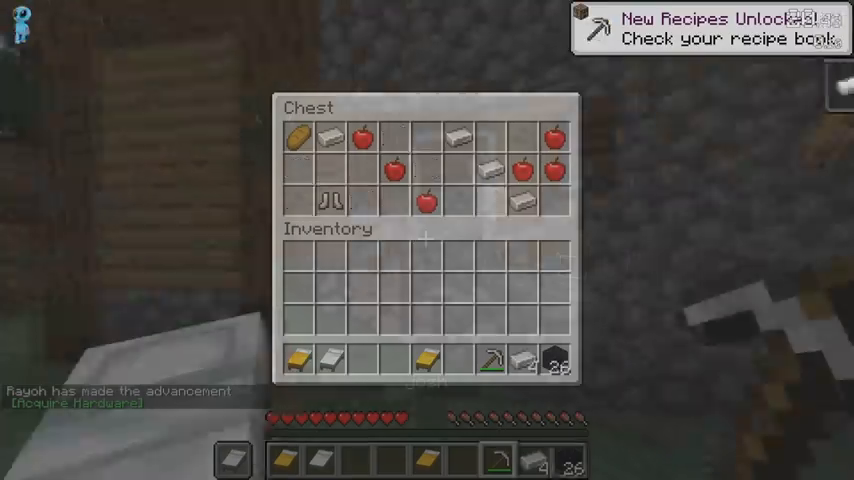 New Recipes Unlocked!
Check your recipe book
Chest
Inventory
4 26
Rayoh has made the advancement
[Acquire Hardware]
4 26